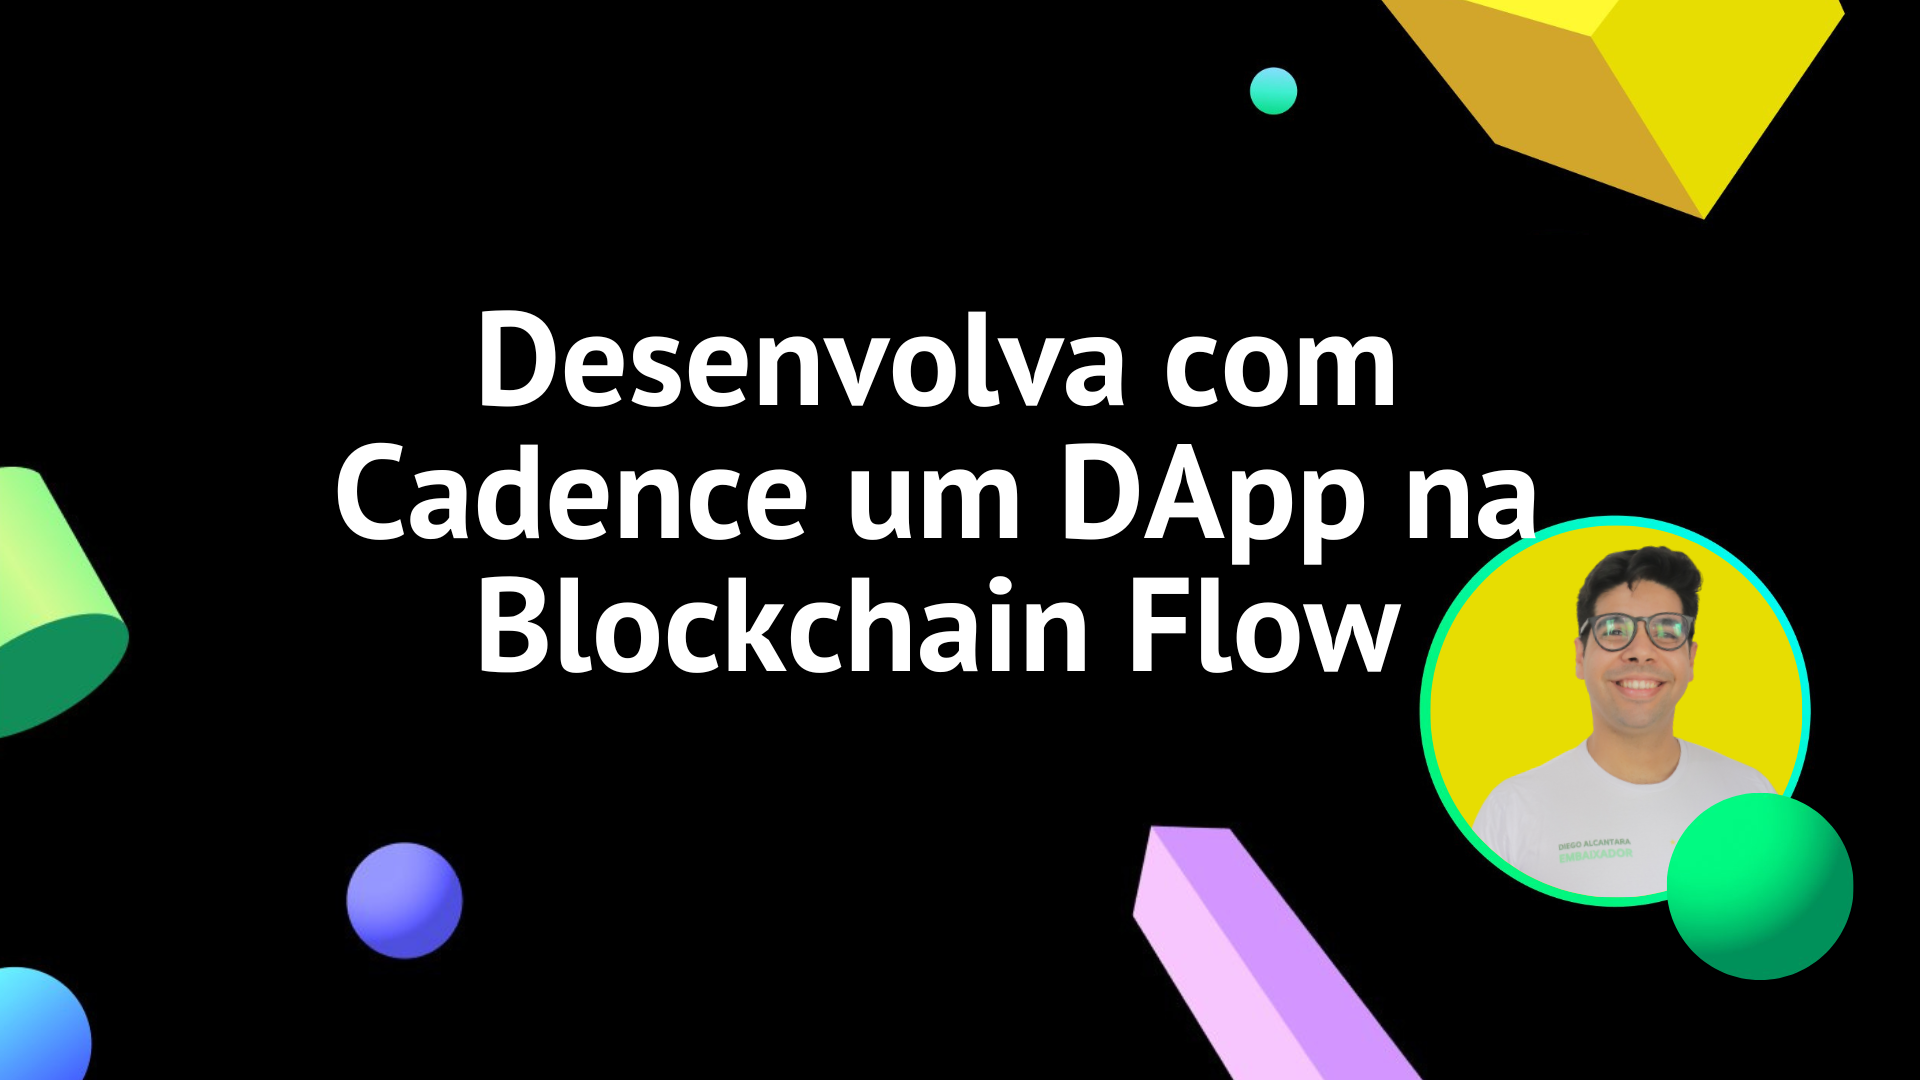 Desenvolva com
Cadence um DApp na
Blockchain Flow
DIEGO ALCANTARA
EMBAIXADOR